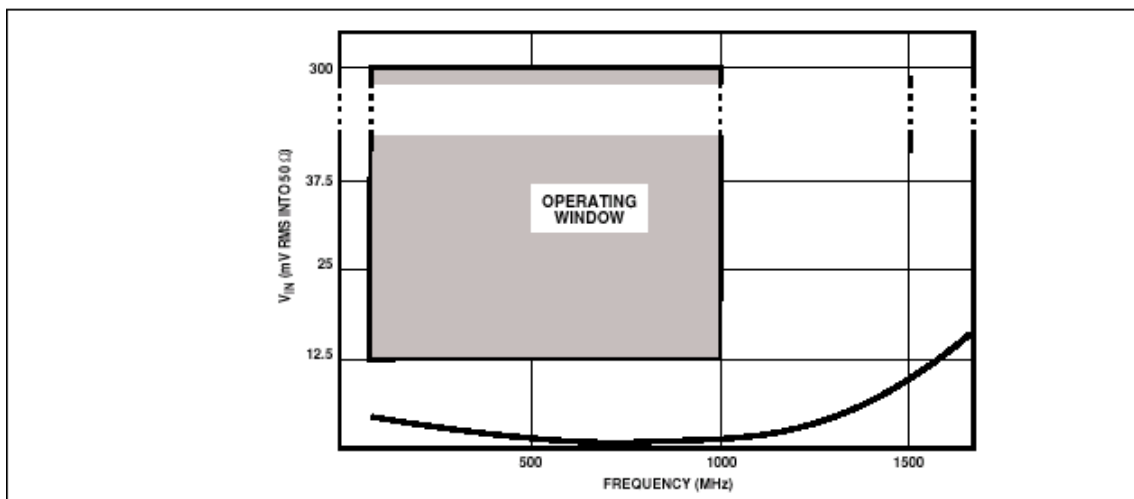 300
37.5
25
12.5
V_IN (mV RMS INTO 50 Ω)
OPERATING
WINDOW
500 1000 1500
FREQUENCY (MHz)